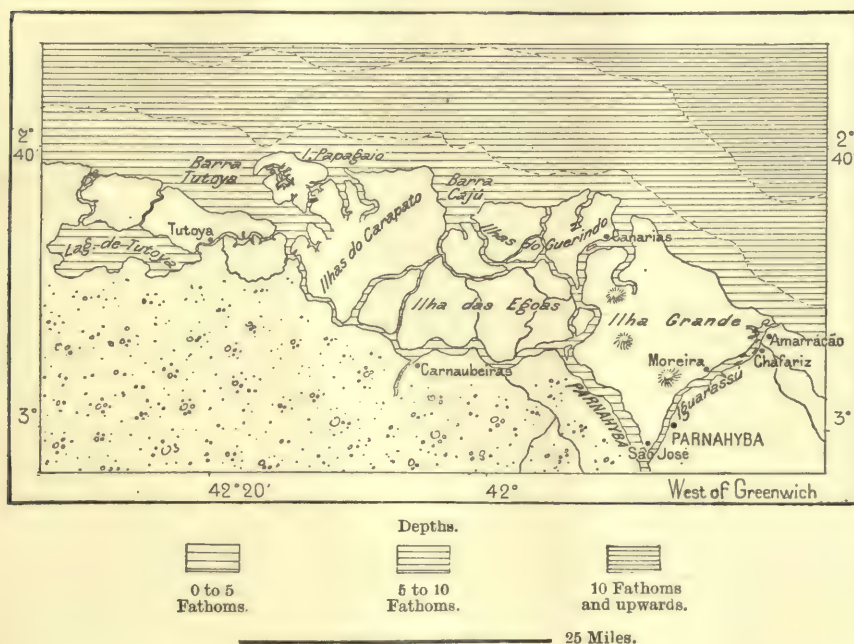 2°
40'
2°
40'
I. Papagaio
Barra
Tutoya
Barra
Cajú
Ilhas do Carapato
Ilhas do Guerindo
Canarias
Tutoya
Lag. de Tutoya
Ilha das Egoas
Ilha Grande
Amarração
Chafariz
Moreira
Carnaubeiras
Iguarassú
PARNAHYBA
PARNAHYBA
São José
3°
3°
42°20'
42°
West of Greenwich
Depths.
0 to 5
Fathoms.
5 to 10
Fathoms.
10 Fathoms
and upwards.
25 Miles.